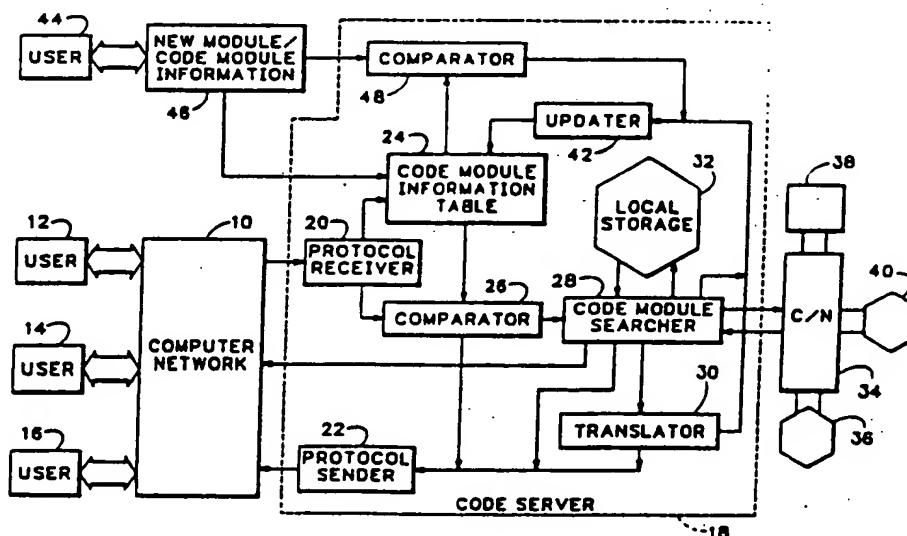 44
USER
NEW MODULE/
CODE MODULE
INFORMATION
46
COMPARATOR
48
UPDATER
42
24
CODE MODULE
INFORMATION
TABLE
32
LOCAL
STORAGE
38
12
USER
10
20
PROTOCOL
RECEIVER
26
COMPARATOR
28
CODE MODULE
SEARCHER
C/N
40
14
USER
COMPUTER
NETWORK
30
TRANSLATOR
34
36
16
USER
22
PROTOCOL
SENDER
CODE SERVER
18